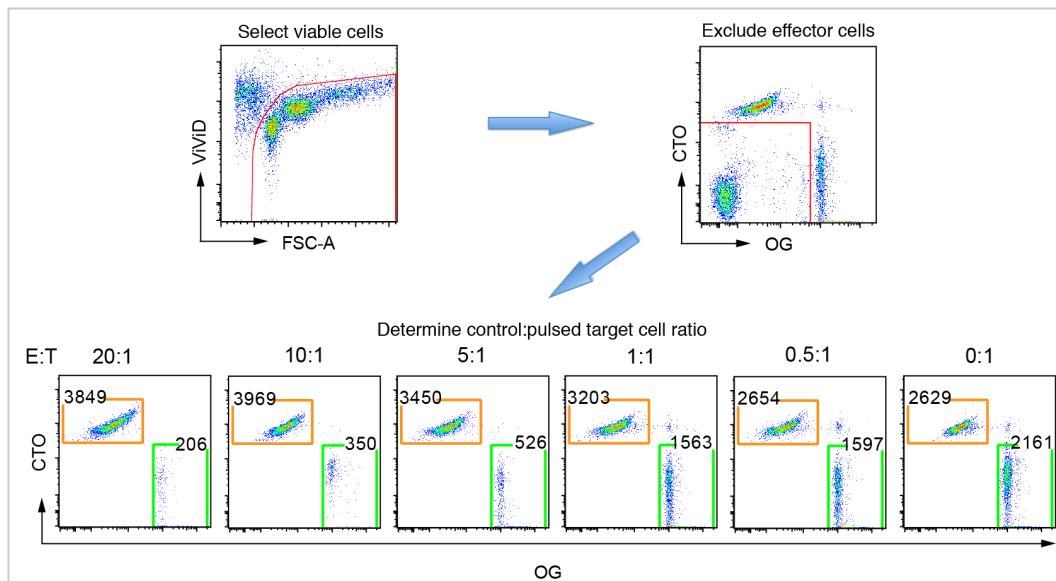 Select viable cells
Exclude effector cells
ViViD
FSC-A
CTO
OG
Determine control:pulsed target cell ratio
E:T 20:1 10:1 5:1 1:1 0.5:1 0:1
3849 3969 3450 3203 2654 2629
206 350 526 1563 1597 2161
CTO
OG